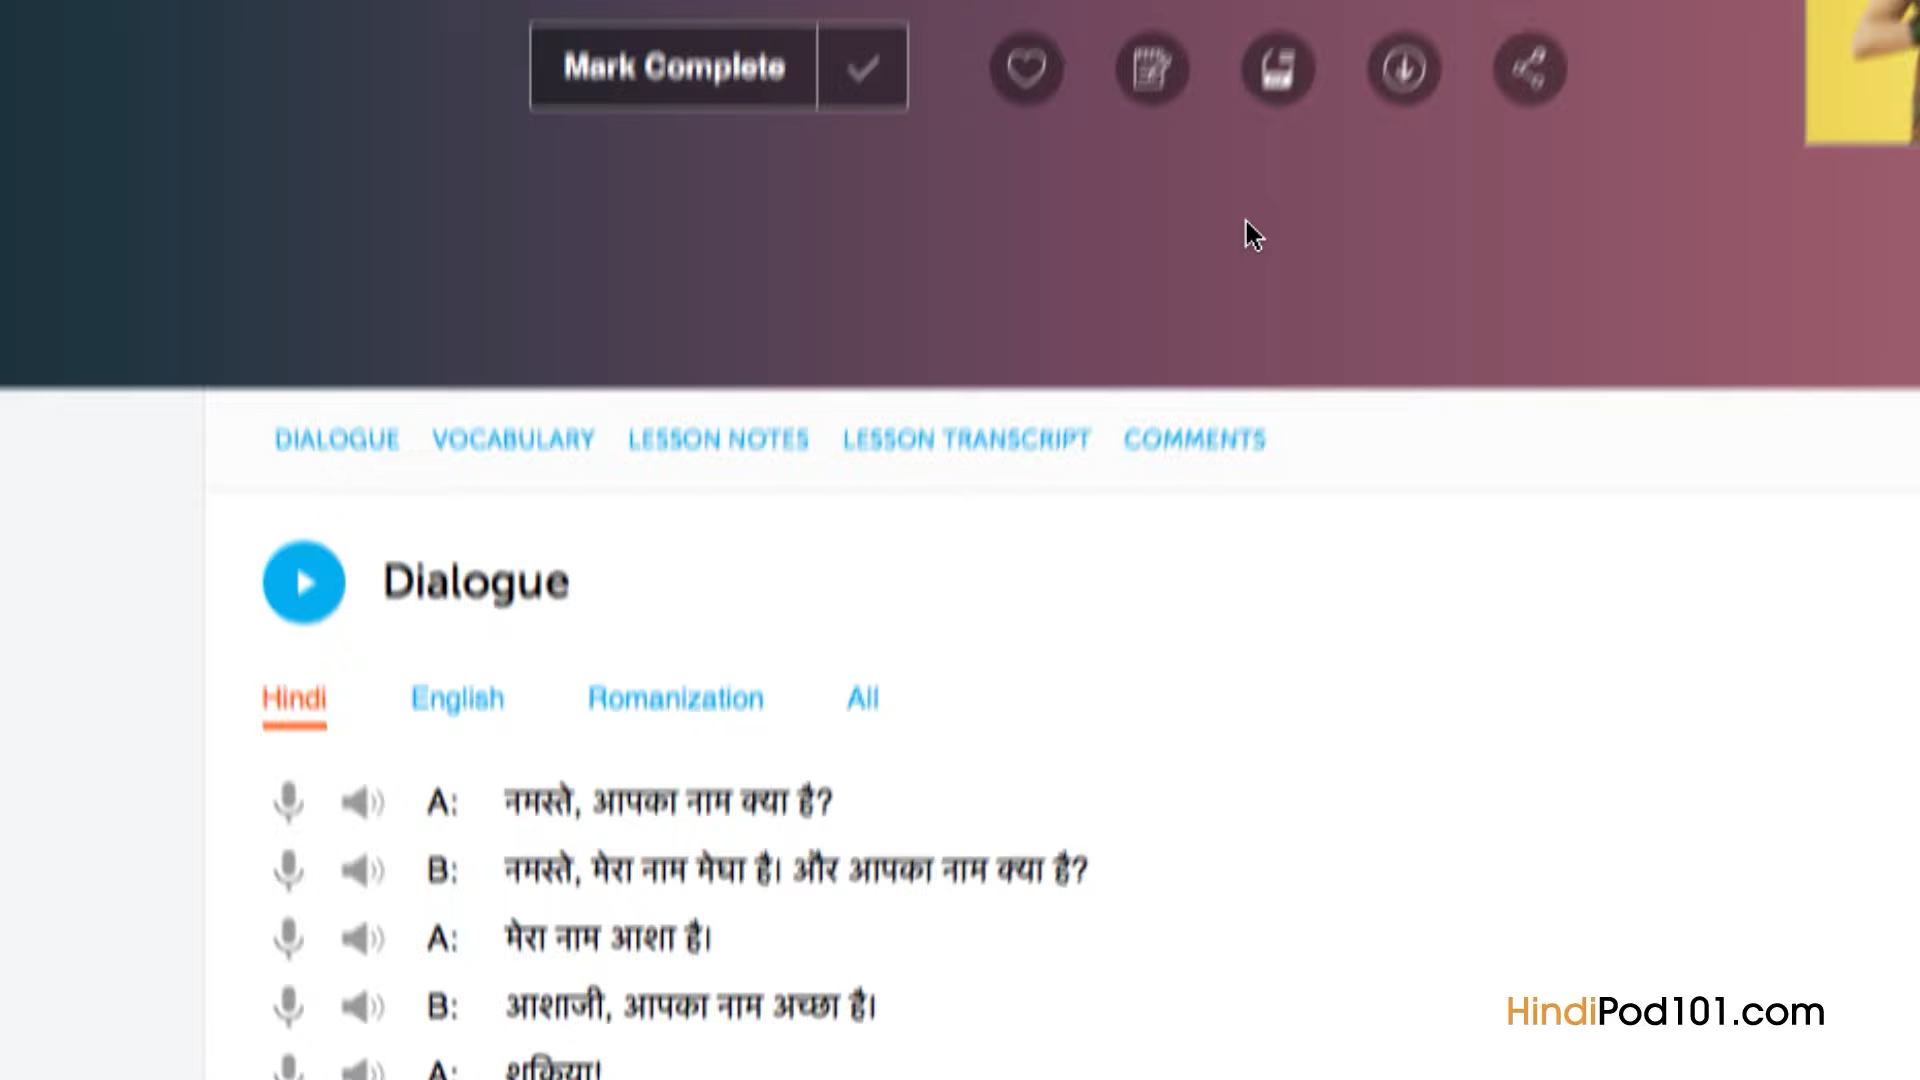 Mark Complete
DIALOGUE VOCABULARY LESSON NOTES LESSON TRANSCRIPT COMMENTS
Dialogue
Hindi English Romanization All
A: नमस्ते, आपका नाम क्या है?
B: नमस्ते, मेरा नाम मेघा है। और आपका नाम क्या है?
A: मेरा नाम आशा है।
B: आशाजी, आपका नाम अच्छा है।
A:
HindiPod101.com